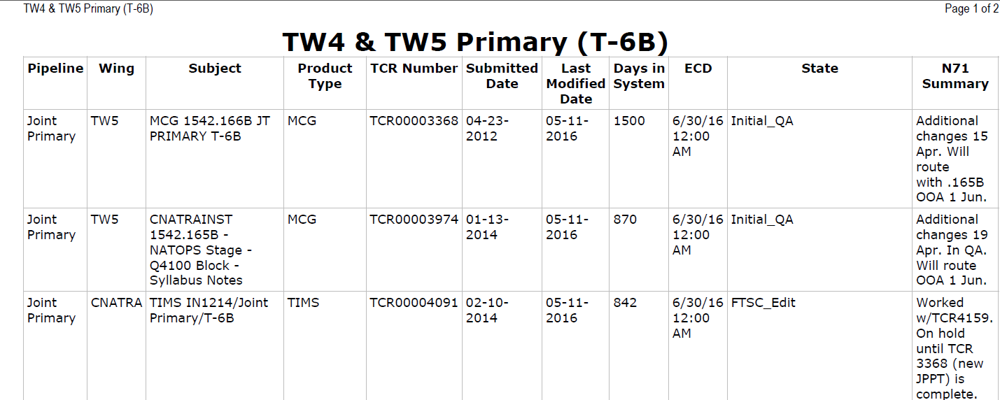 TW4 & TW5 Primary (T-6B)
Page 1 of 2
TW4 & TW5 Primary (T-6B)
Pipeline
Wing
Subject
Product
Type
TCR Number
Submitted
Date
Last
Modified
Date
Days in
System
ECD
State
N71
Summary
Joint
Primary
TW5
MCG 1542.166B JT
PRIMARY T-6B
MCG
TCR00003368
04-23-
2012
05-11-
2016
1500
6/30/16
12:00
AM
Initial_QA
Additional
changes 15
Apr. Will
route
with .165B
OOA 1 Jun.
Joint
Primary
TW5
CNATRAINST
1542.165B -
NATOPS Stage -
Q4100 Block -
Syllabus Notes
MCG
TCR00003974
01-13-
2014
05-11-
2016
870
6/30/16
12:00
AM
Initial_QA
Additional
changes 19
Apr. In QA.
Will route
OOA 1 Jun.
Joint
Primary
CNATRA
TIMS IN1214/Joint
Primary/T-6B
TIMS
TCR00004091
02-10-
2014
05-11-
2016
842
6/30/16
12:00
AM
FTSC_Edit
Worked
w/TCR4159.
On hold
until TCR
3368 (new
JPPT) is
complete.